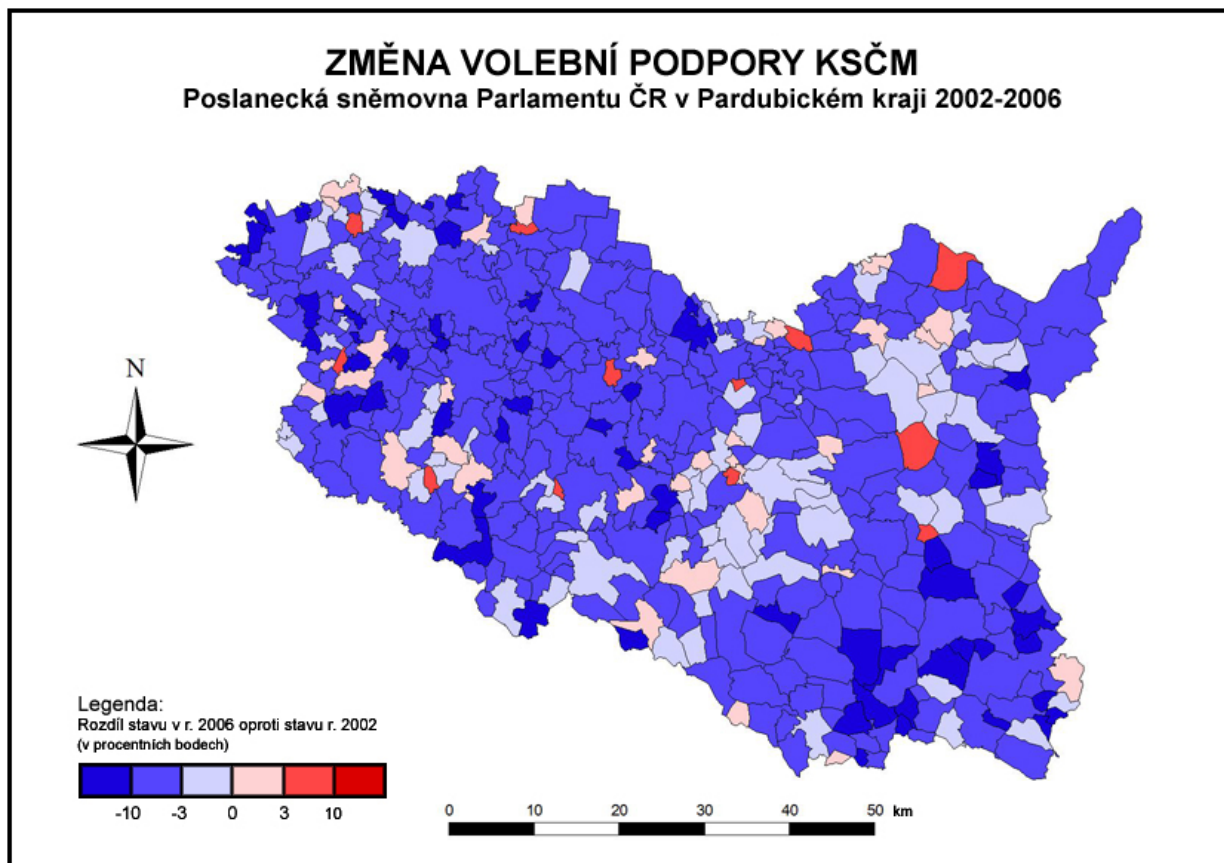 ZMĚNA VOLEBNÍ PODPORY KSČM
Poslanecká sněmovna Parlamentu ČR v Pardubickém kraji 2002-2006
N
Legenda:
Rozdíl stavu v r. 2006 oproti stavu r. 2002
(v procentních bodech)
-10 -3 0 3 10
0 10 20 30 40 50 km